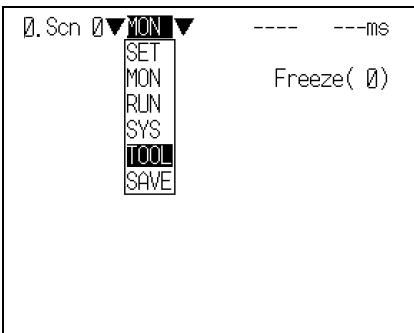 0.Scn 0▼MON ▼ ---- ---ms
SET
MON Freeze( 0)
RUN
SYS
TOOL
SAVE